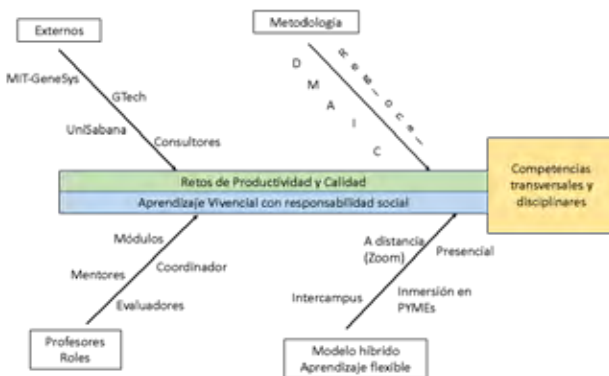 Externos
Metodología
MIT-GeneSys
GTech
UniSabana
Consultores
D
M
A
I
C
Retos de Productividad y Calidad
Aprendizaje Vivencial con responsabilidad social
Competencias
transversales y
disciplinares
Módulos
Mentores
Coordinador
Evaluadores
A distancia
(Zoom)
Presencial
Intercampus
Inmersión en
PYMEs
Profesores
Roles
Modelo híbrido
Aprendizaje flexible